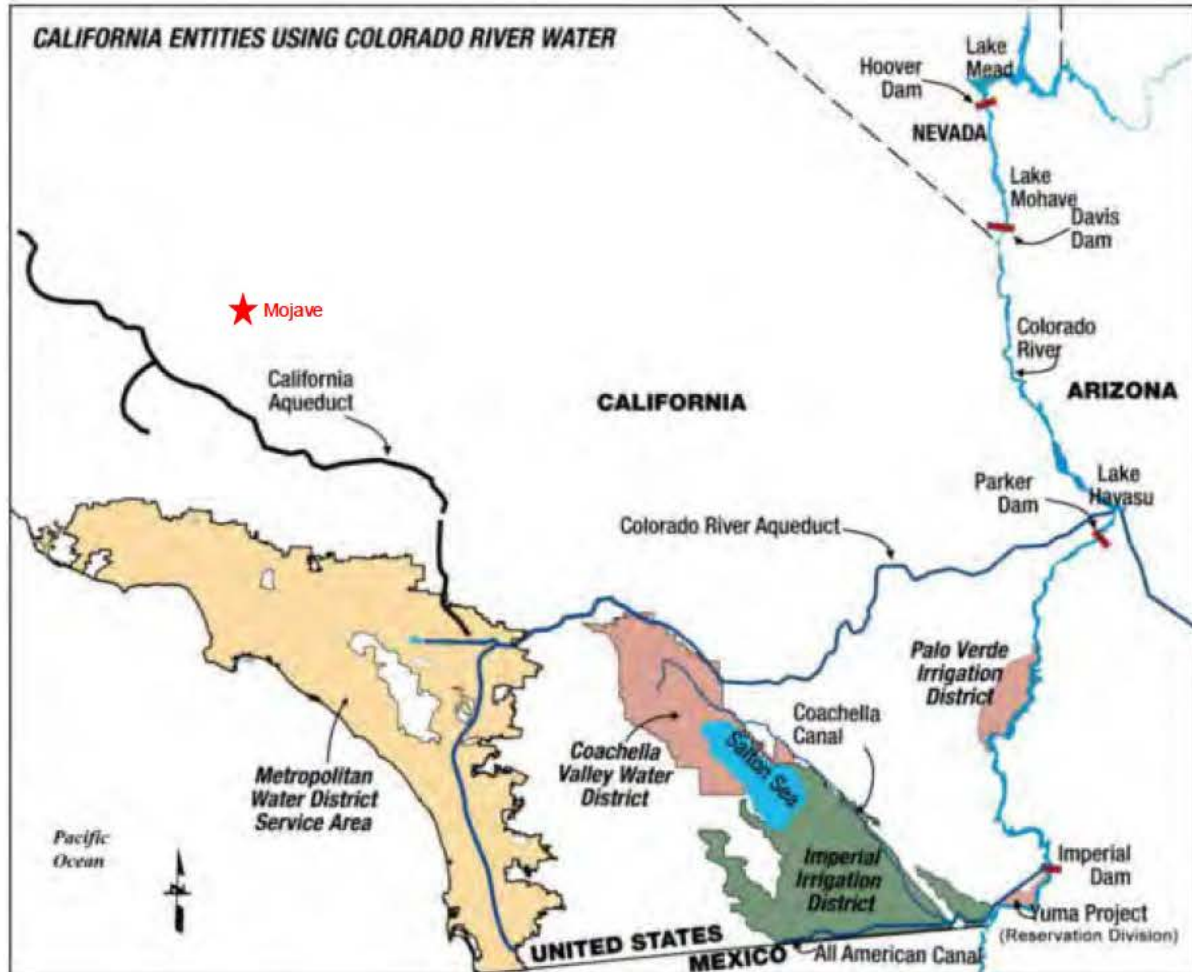 CALIFORNIA ENTITIES USING COLORADO RIVER WATER
Lake
Mead
Hoover
Dam
NEVADA
Lake
Mohave
Davis
Dam
Mojave
Colorado
River
California
Aqueduct
CALIFORNIA
ARIZONA
Lake
Havasu
Parker
Dam
Colorado River Aqueduct
Palo Verde
Irrigation
District
Coachella
Canal
Salton Sea
Coachella
Valley Water
District
Metropolitan
Water District
Service Area
Pacific
Ocean
N
Imperial
Irrigation
District
Imperial
Dam
Yuma Project
(Reservation Division)
UNITED STATES
MEXICO
All American Canal